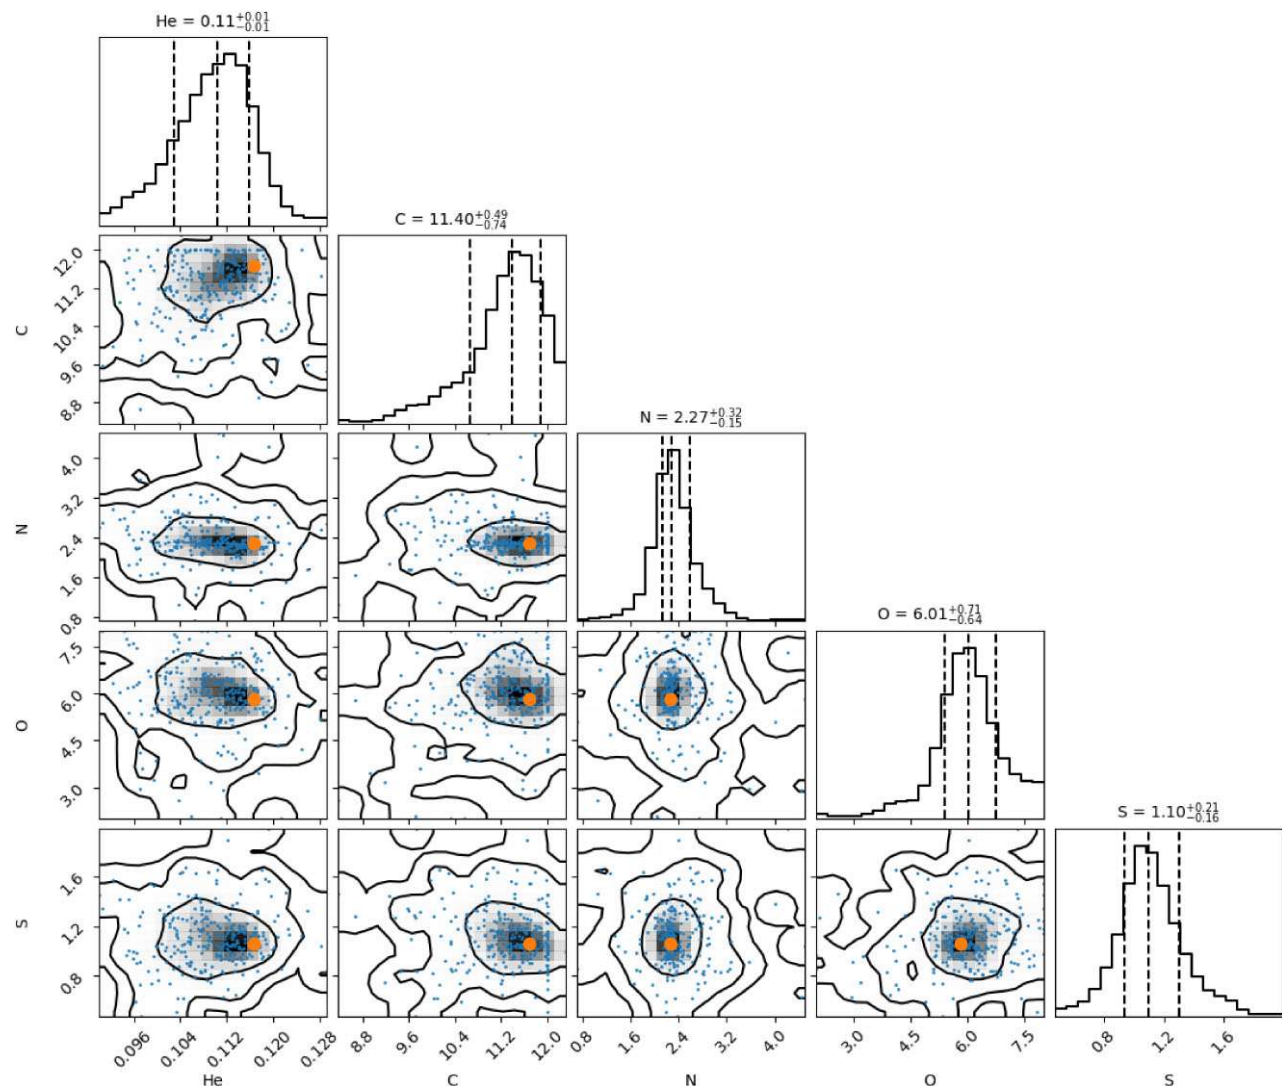 He = 0.11^{+0.01}_{-0.01}
C = 11.40^{+0.49}_{-0.74}
12.0
11.2
10.4
9.6
8.8
C
N = 2.27^{+0.32}_{-0.15}
4.0
3.2
2.4
1.6
0.8
N
O = 6.01^{+0.71}_{-0.64}
7.5
6.0
4.5
3.0
O
S = 1.10^{+0.21}_{-0.16}
1.6
1.2
0.8
S
0.096 0.104 0.112 0.120 0.128 8.8 9.6 10.4 11.2 12.0 0.8 1.6 2.4 3.2 4.0 3.0 4.5 6.0 7.5 0.8 1.2 1.6
He C N O S